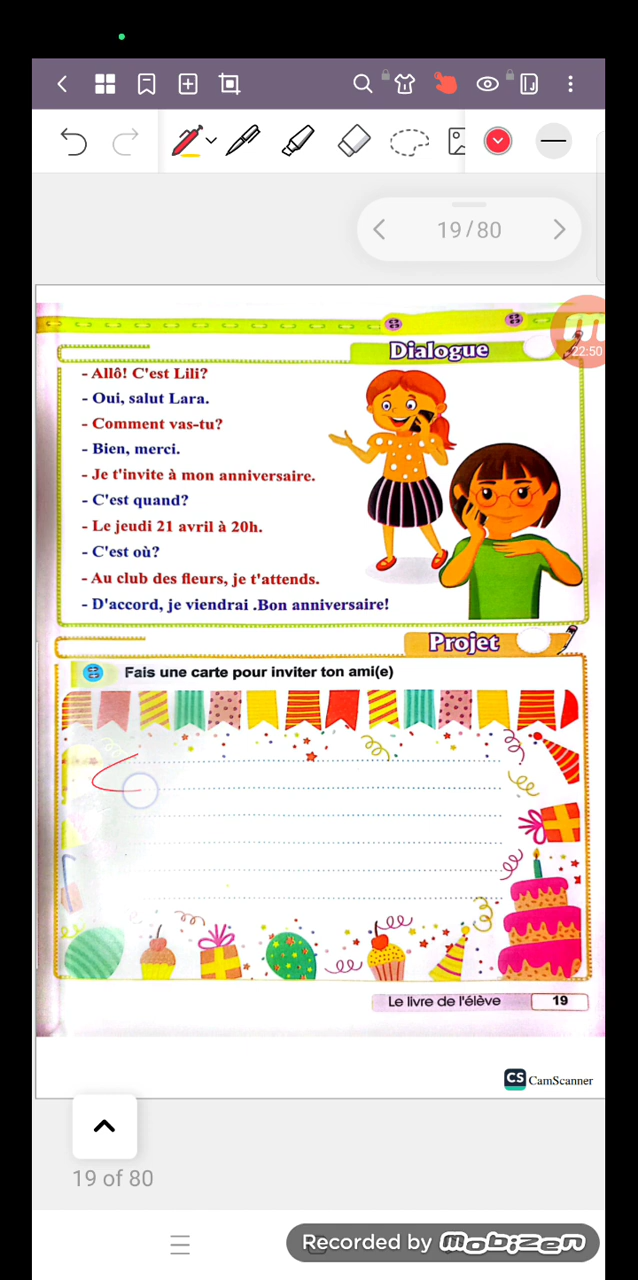 19/80
22:50
Dialogue
- Allô! C'est Lili?
- Oui, salut Lara.
- Comment vas-tu?
- Bien, merci.
- Je t'invite à mon anniversaire.
- C'est quand?
- Le jeudi 21 avril à 20h.
- C'est où?
- Au club des fleurs, je t'attends.
- D'accord, je viendrai .Bon anniversaire!
Projet
Fais une carte pour inviter ton ami(e)
Le livre de l'élève 19
CS CamScanner
19 of 80
Recorded by mobizen